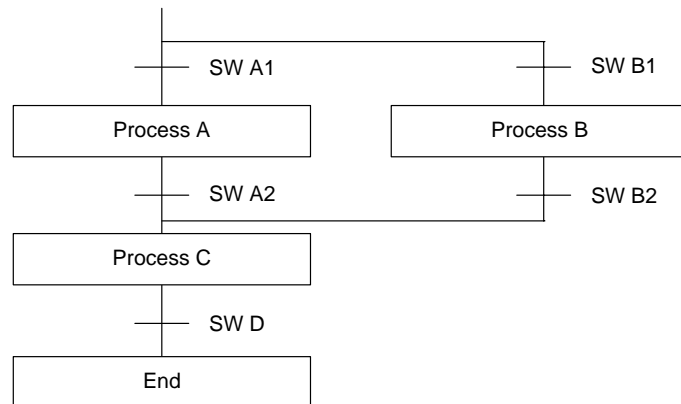 SW A1
SW B1
Process A
Process B
SW A2
SW B2
Process C
SW D
End